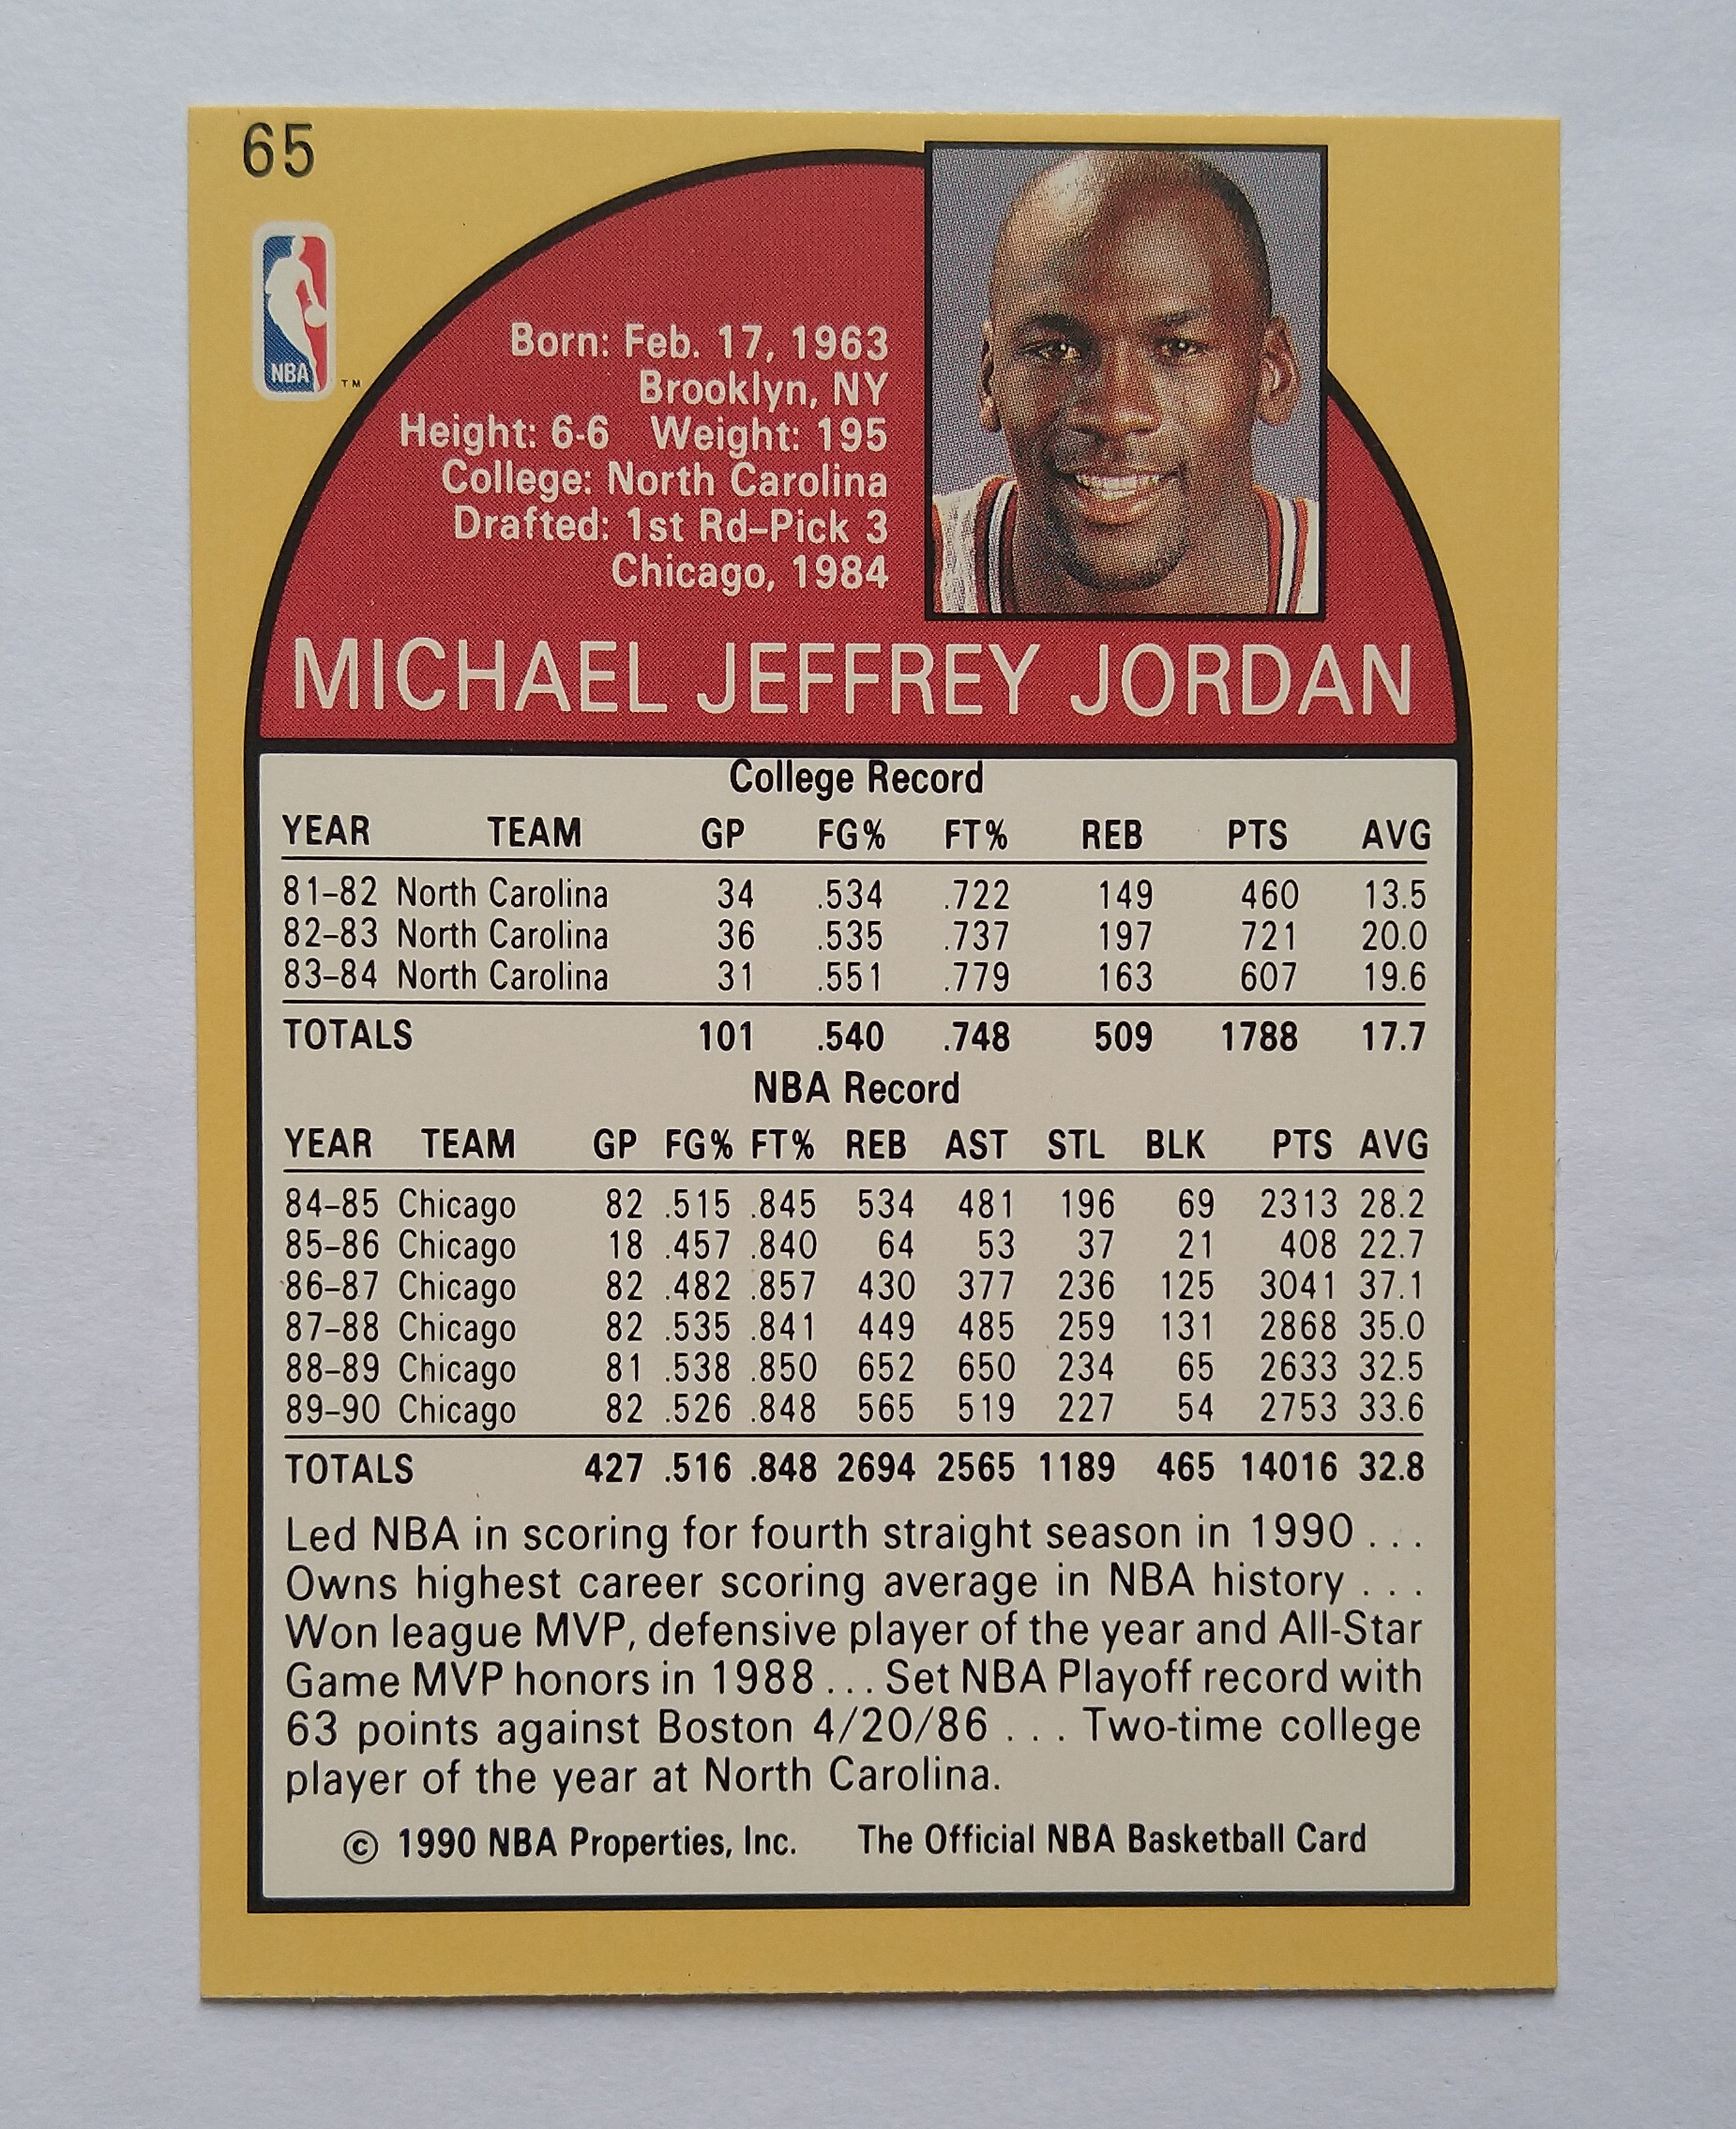 65
NBA
TM
Born: Feb. 17, 1963
Brooklyn, NY
Height: 6-6 Weight: 195
College: North Carolina
Drafted: 1st Rd–Pick 3
Chicago, 1984
MICHAEL JEFFREY JORDAN
College Record
YEAR TEAM GP FG% FT% REB PTS AVG
81–82 North Carolina 34 .534 .722 149 460 13.5
82–83 North Carolina 36 .535 .737 197 721 20.0
83–84 North Carolina 31 .551 .779 163 607 19.6
TOTALS 101 .540 .748 509 1788 17.7
NBA Record
YEAR TEAM GP FG% FT% REB AST STL BLK PTS AVG
84–85 Chicago 82 .515 .845 534 481 196 69 2313 28.2
85–86 Chicago 18 .457 .840 64 53 37 21 408 22.7
86–87 Chicago 82 .482 .857 430 377 236 125 3041 37.1
87–88 Chicago 82 .535 .841 449 485 259 131 2868 35.0
88–89 Chicago 81 .538 .850 652 650 234 65 2633 32.5
89–90 Chicago 82 .526 .848 565 519 227 54 2753 33.6
TOTALS 427 .516 .848 2694 2565 1189 465 14016 32.8
Led NBA in scoring for fourth straight season in 1990 . . .
Owns highest career scoring average in NBA history . . .
Won league MVP, defensive player of the year and All-Star
Game MVP honors in 1988 . . . Set NBA Playoff record with
63 points against Boston 4/20/86 . . . Two-time college
player of the year at North Carolina.
© 1990 NBA Properties, Inc. The Official NBA Basketball Card